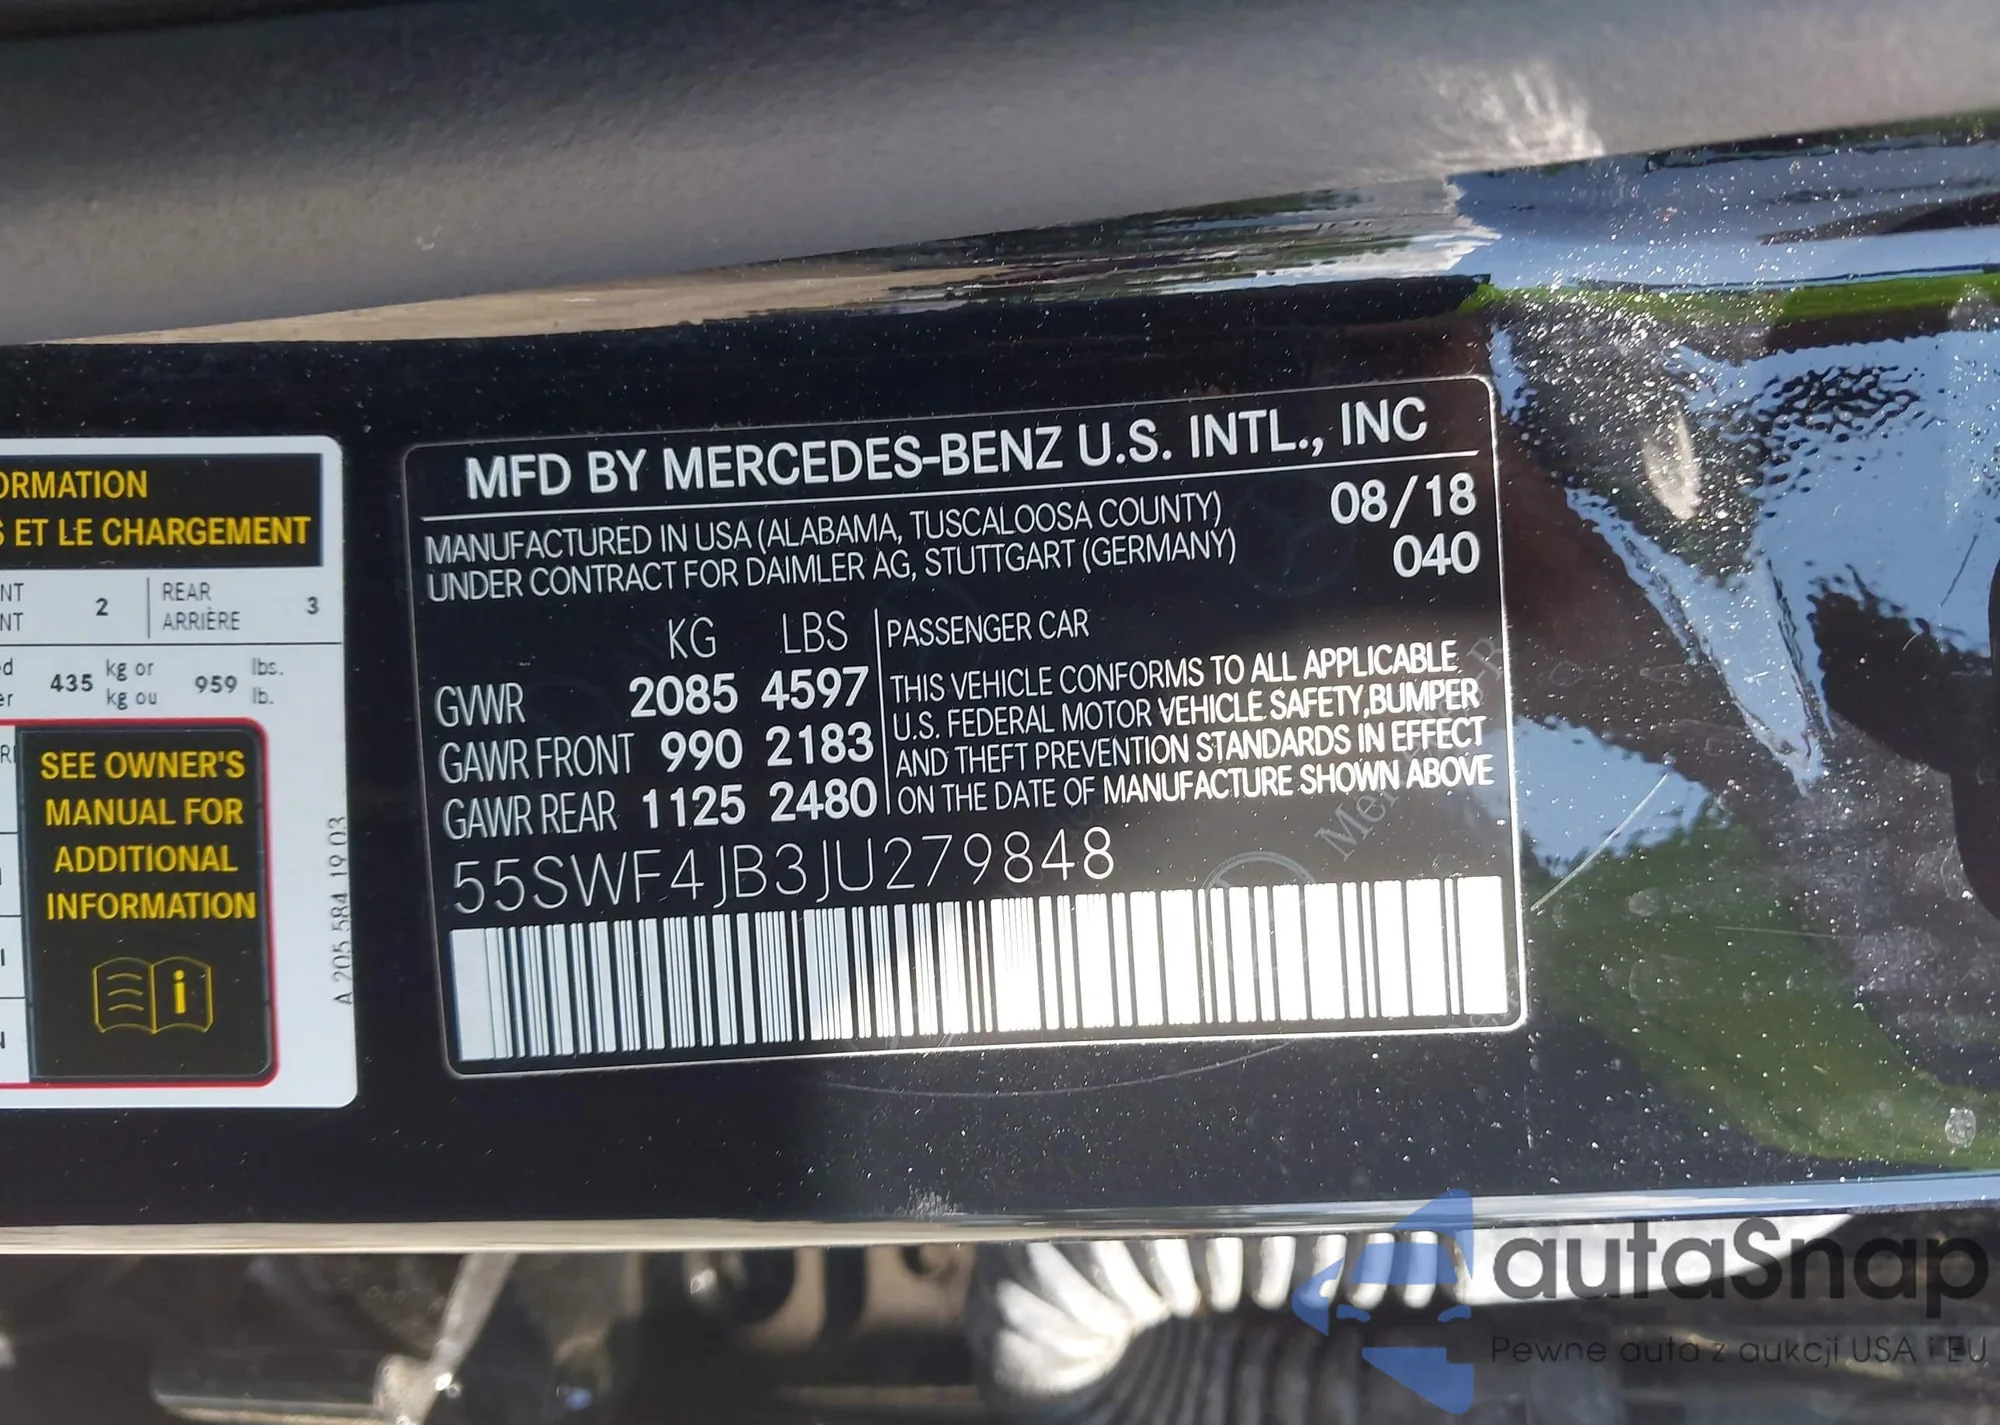 ORMATION
S ET LE CHARGEMENT
NT
NT
2
REAR
ARRIÈRE
3
ed
er
435
kg or
kg ou
959
lbs.
lb.
SEE OWNER'S
MANUAL FOR
ADDITIONAL
INFORMATION
i
A 205 584 19 03
MFD BY MERCEDES-BENZ U.S. INTL., INC
MANUFACTURED IN USA (ALABAMA, TUSCALOOSA COUNTY)
UNDER CONTRACT FOR DAIMLER AG, STUTTGART (GERMANY)
08/18
040
KG LBS
GVWR 2085 4597
GAWR FRONT 990 2183
GAWR REAR 1125 2480
PASSENGER CAR
THIS VEHICLE CONFORMS TO ALL APPLICABLE
U.S. FEDERAL MOTOR VEHICLE SAFETY,BUMPER
AND THEFT PREVENTION STANDARDS IN EFFECT
ON THE DATE OF MANUFACTURE SHOWN ABOVE
55SWF4JB3JU279848
autaSnap
Pewne auta z aukcji USA i EU